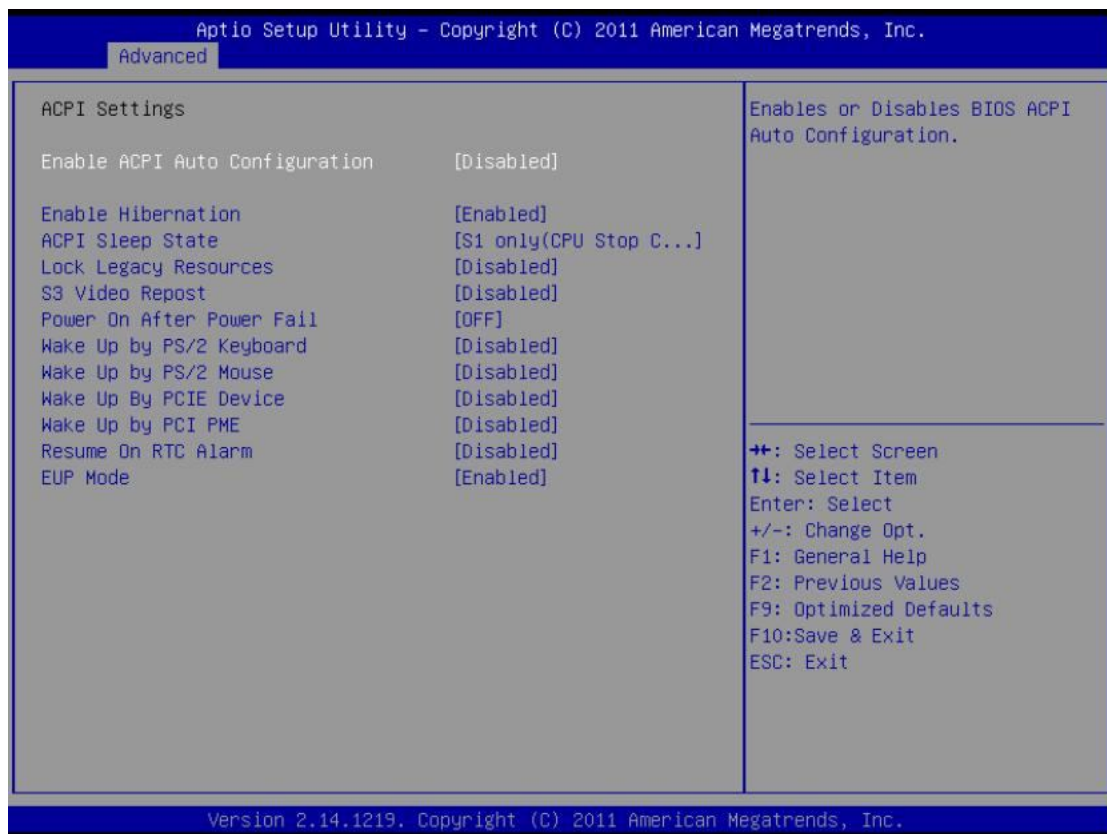 Aptio Setup Utility – Copyright (C) 2011 American Megatrends, Inc.
Advanced
ACPI Settings
Enable ACPI Auto Configuration [Disabled]
Enable Hibernation [Enabled]
ACPI Sleep State [S1 only(CPU Stop C...]
Lock Legacy Resources [Disabled]
S3 Video Repost [Disabled]
Power On After Power Fail [OFF]
Wake Up by PS/2 Keyboard [Disabled]
Wake Up by PS/2 Mouse [Disabled]
Wake Up By PCIE Device [Disabled]
Wake Up by PCI PME [Disabled]
Resume On RTC Alarm [Disabled]
EUP Mode [Enabled]
Enables or Disables BIOS ACPI
Auto Configuration.
→←: Select Screen
↑↓: Select Item
Enter: Select
+/-: Change Opt.
F1: General Help
F2: Previous Values
F9: Optimized Defaults
F10:Save & Exit
ESC: Exit
Version 2.14.1219. Copyright (C) 2011 American Megatrends, Inc.